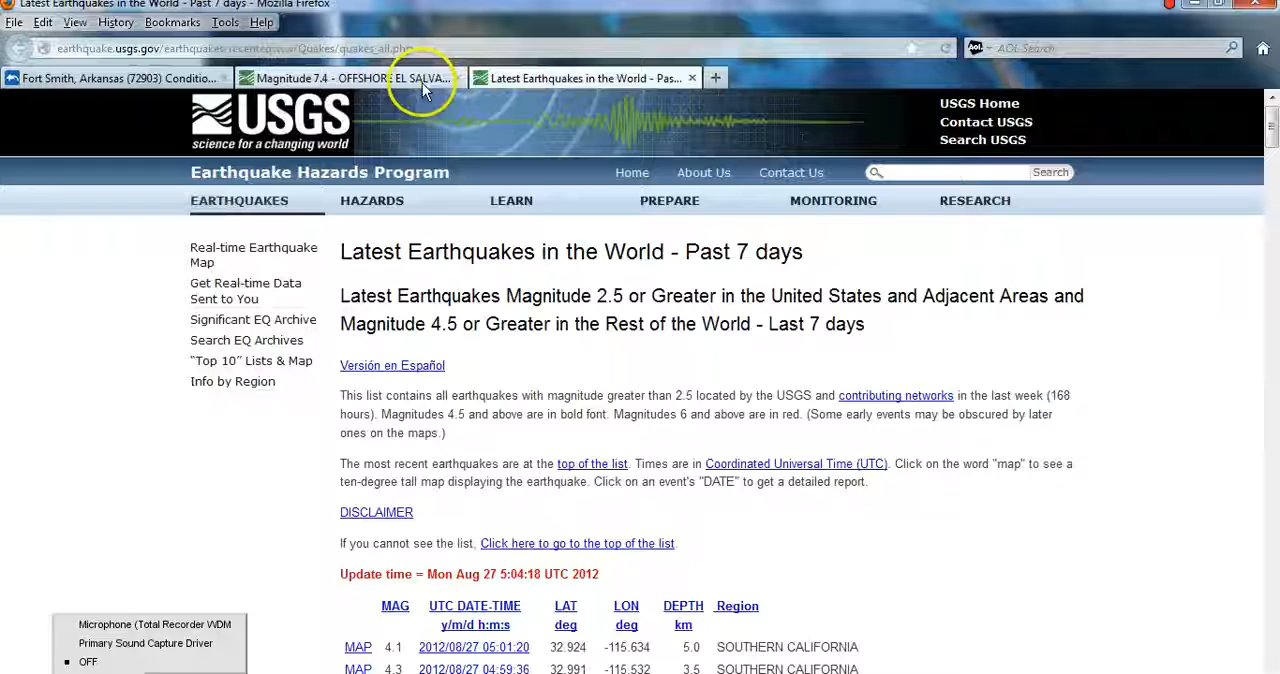 Latest Earthquakes in the World - Past 7 days - Mozilla Firefox
File Edit View History Bookmarks Tools Help
earthquake.usgs.gov/earthquakes/recenteqsww/Quakes/quakes_all.php
AOL Search
Fort Smith, Arkansas (72903) Conditio...
Magnitude 7.4 - OFFSHORE EL SALVA...
Latest Earthquakes in the World - Pas...
USGS
science for a changing world
USGS Home
Contact USGS
Search USGS
Earthquake Hazards Program
Home About Us Contact Us
Search
EARTHQUAKES HAZARDS LEARN PREPARE MONITORING RESEARCH
Real-time Earthquake
Map
Get Real-time Data
Sent to You
Significant EQ Archive
Search EQ Archives
"Top 10" Lists & Map
Info by Region
Latest Earthquakes in the World - Past 7 days
Latest Earthquakes Magnitude 2.5 or Greater in the United States and Adjacent Areas and
Magnitude 4.5 or Greater in the Rest of the World - Last 7 days
Versión en Español
This list contains all earthquakes with magnitude greater than 2.5 located by the USGS and contributing networks in the last week (168
hours). Magnitudes 4.5 and above are in bold font. Magnitudes 6 and above are in red. (Some early events may be obscured by later
ones on the maps.)
The most recent earthquakes are at the top of the list. Times are in Coordinated Universal Time (UTC). Click on the word "map" to see a
ten-degree tall map displaying the earthquake. Click on an event's "DATE" to get a detailed report.
DISCLAIMER
If you cannot see the list, Click here to go to the top of the list.
Update time = Mon Aug 27 5:04:18 UTC 2012
MAG UTC DATE-TIME LAT LON DEPTH Region
y/m/d h:m:s deg deg km
MAP 4.1 2012/08/27 05:01:20 32.924 -115.634 5.0 SOUTHERN CALIFORNIA
MAP 4.3 2012/08/27 04:59:36 32.991 -115.532 3.5 SOUTHERN CALIFORNIA
Microphone (Total Recorder WDM
Primary Sound Capture Driver
OFF